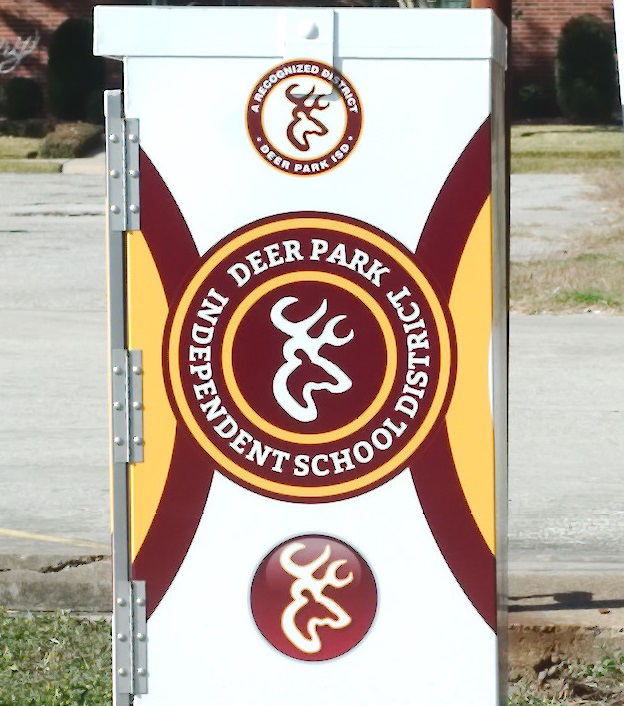 A RECOGNIZED DISTRICT
• DEER PARK ISD •
DEER PARK
INDEPENDENT SCHOOL DISTRICT